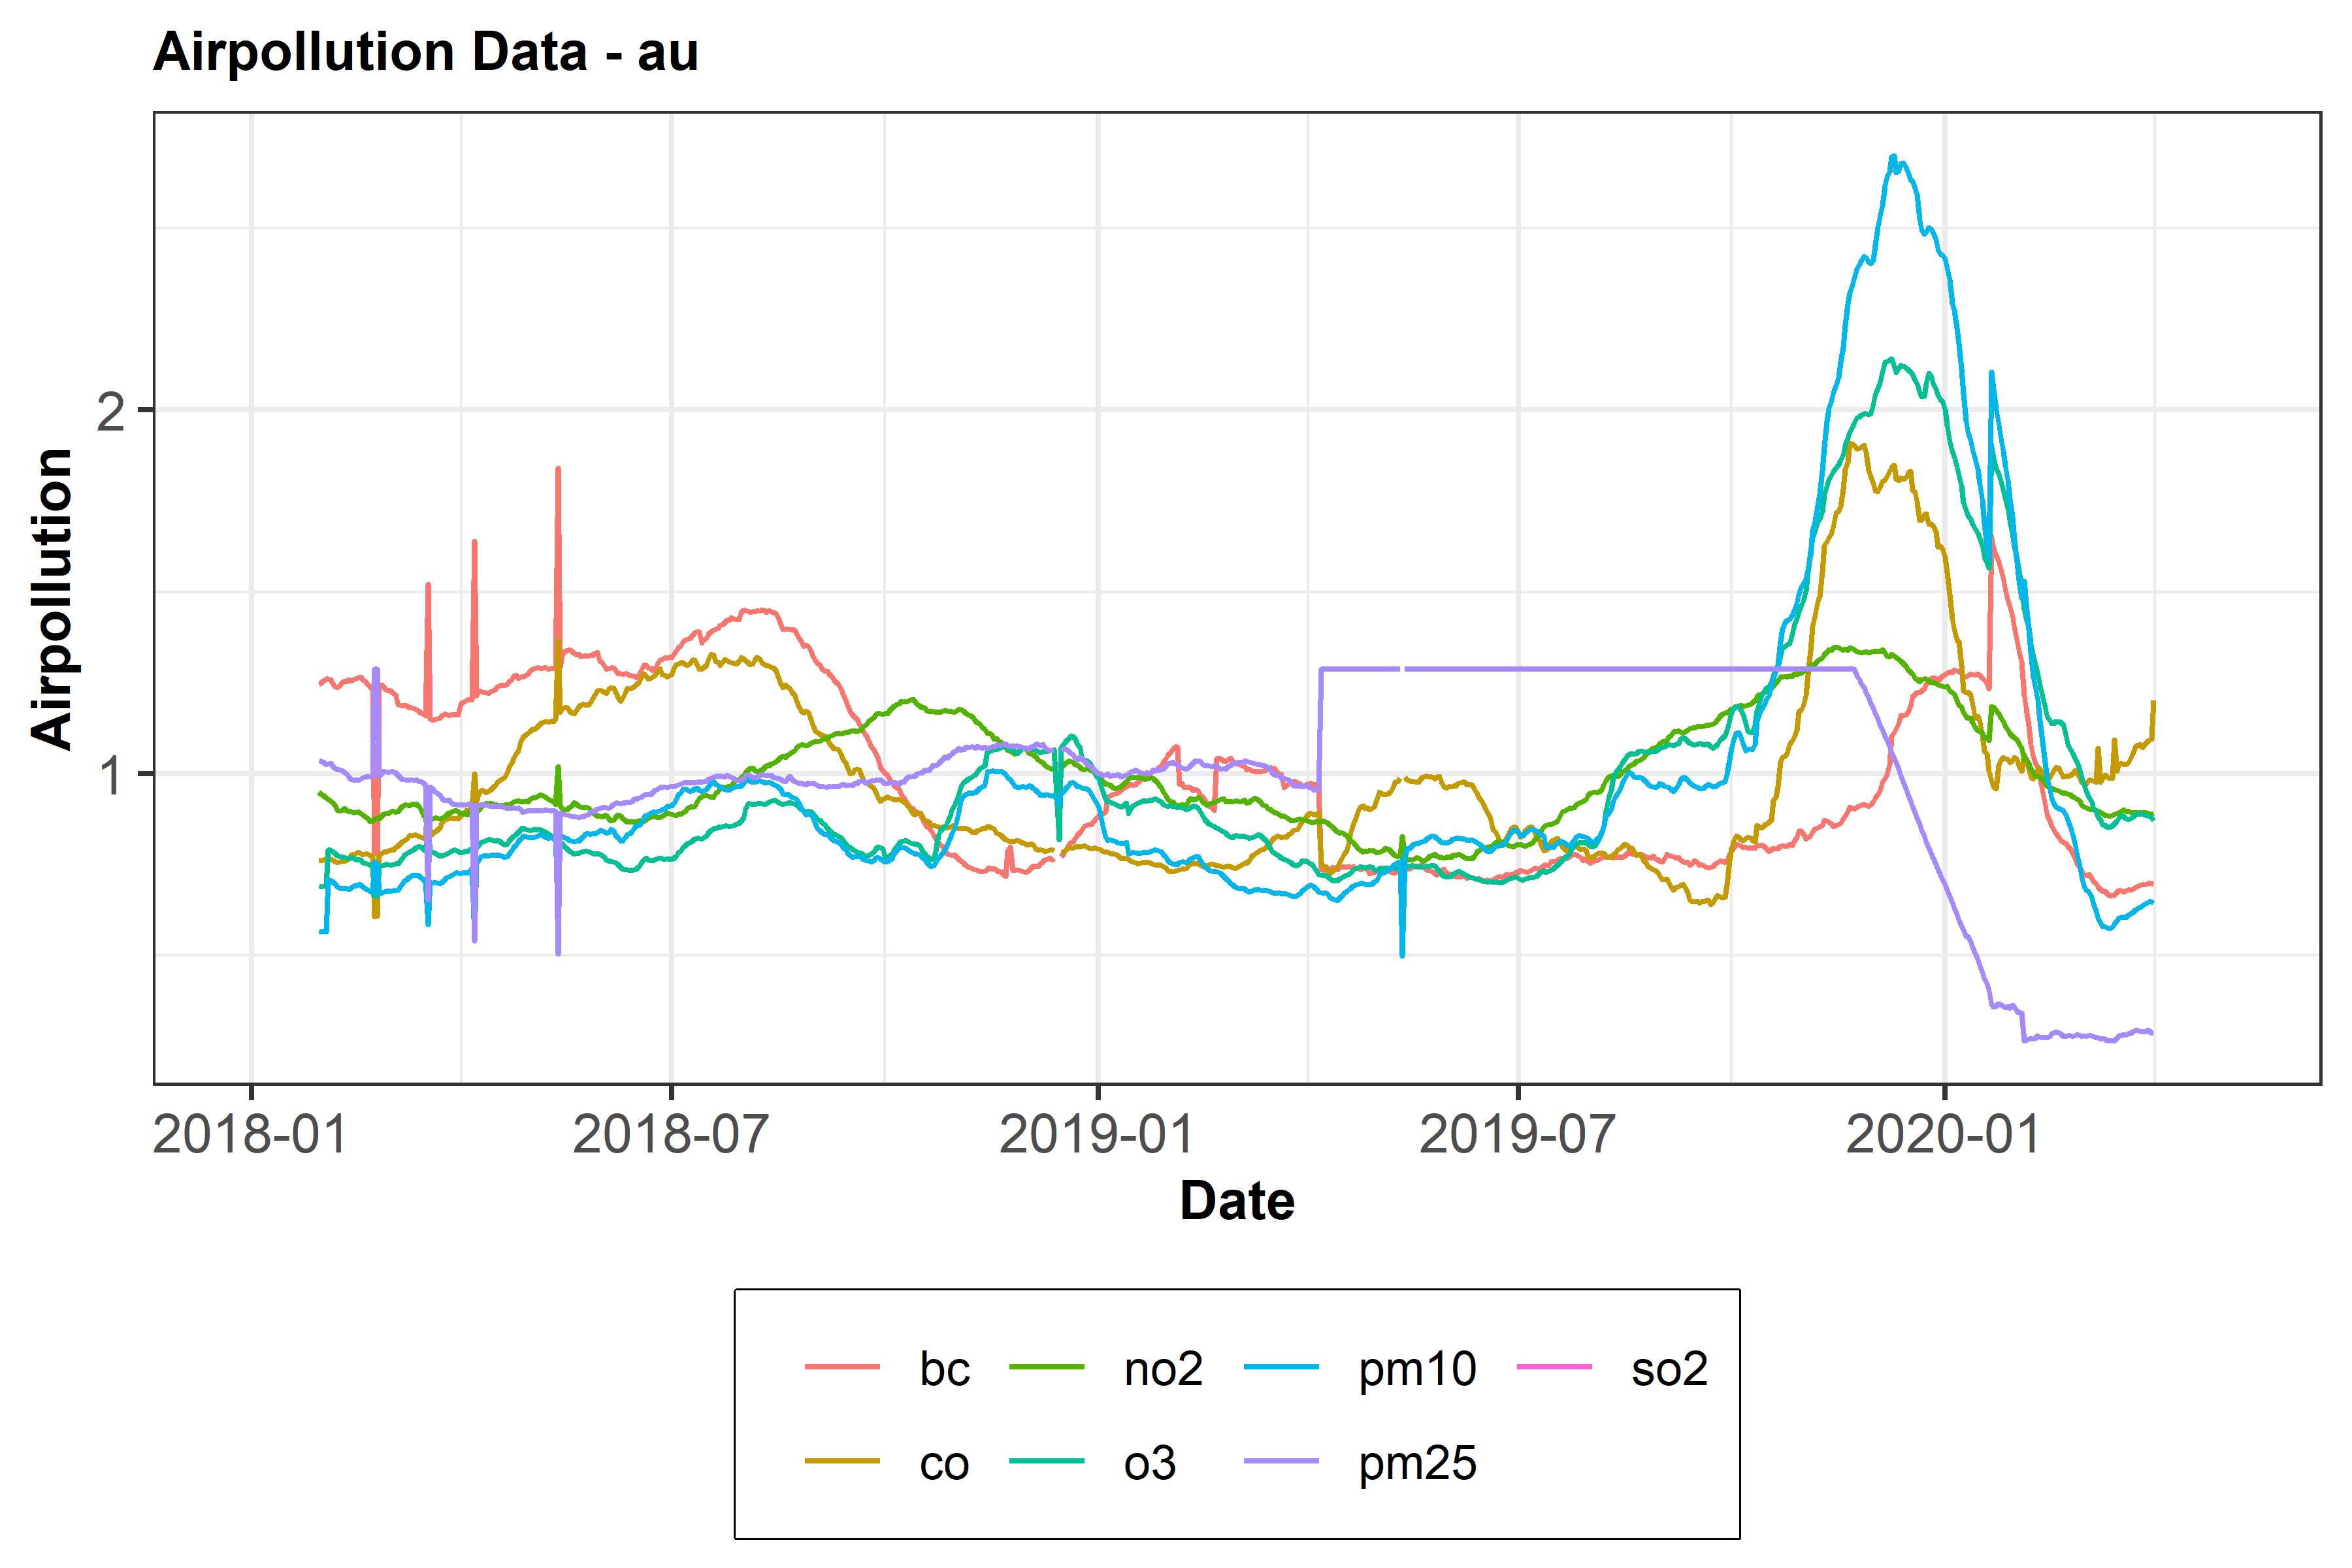 Airpollution Data - au
Airpollution
2
1
2018-01 2018-07 2019-01 2019-07 2020-01
Date
bc no2 pm10 so2
co o3 pm25